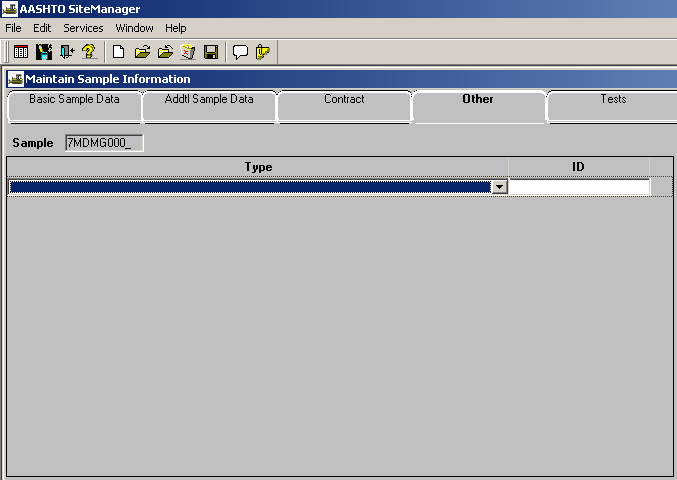 AASHTO SiteManager
File Edit Services Window Help
Maintain Sample Information
Basic Sample Data Addtl Sample Data Contract Other Tests
Sample 7MDMG000_
Type ID